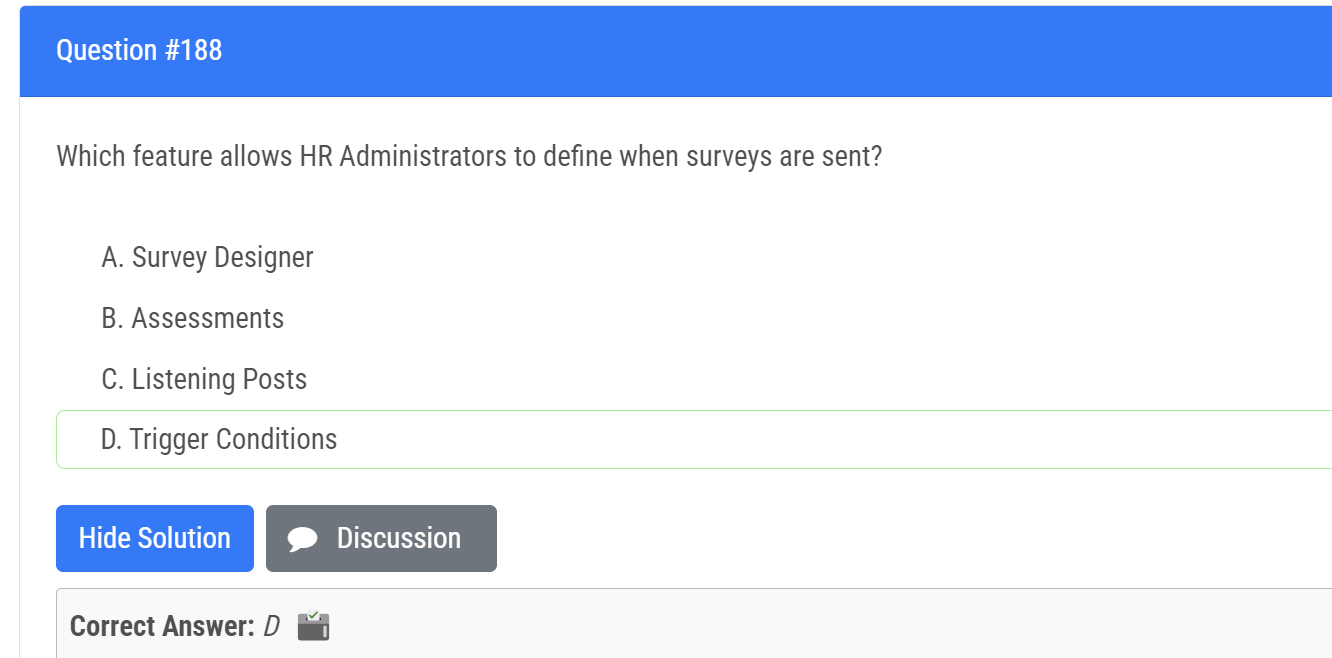 Question #188
Which feature allows HR Administrators to define when surveys are sent?
A. Survey Designer
B. Assessments
C. Listening Posts
D. Trigger Conditions
Hide Solution
Discussion
Correct Answer: D